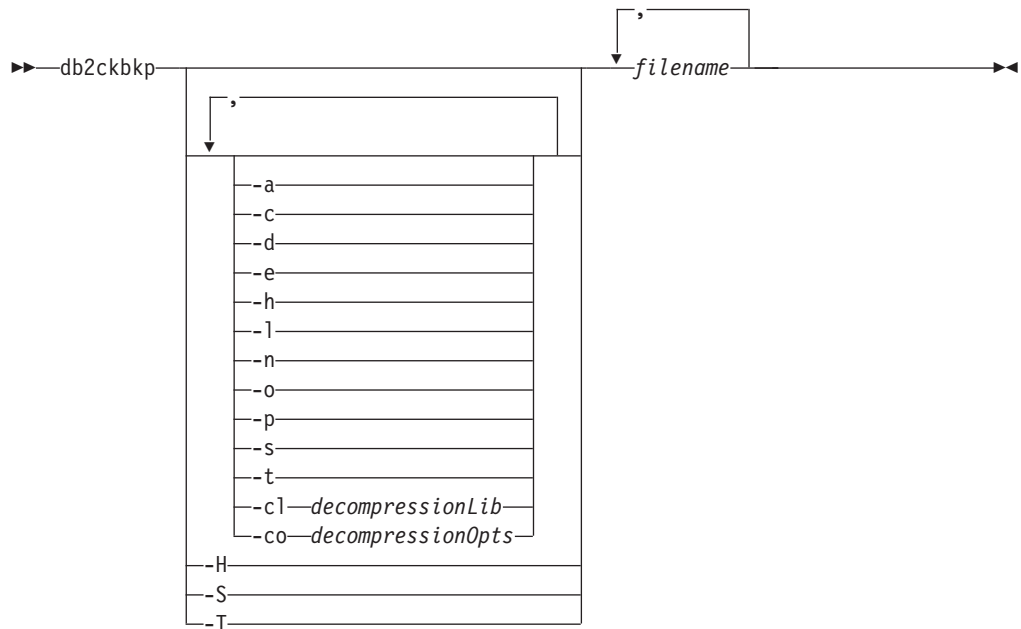 ,
db2ckbkp filename
,
-a
-c
-d
-e
-h
-l
-n
-o
-p
-s
-t
-cl decompressionLib
-co decompressionOpts
-H
-S
-T